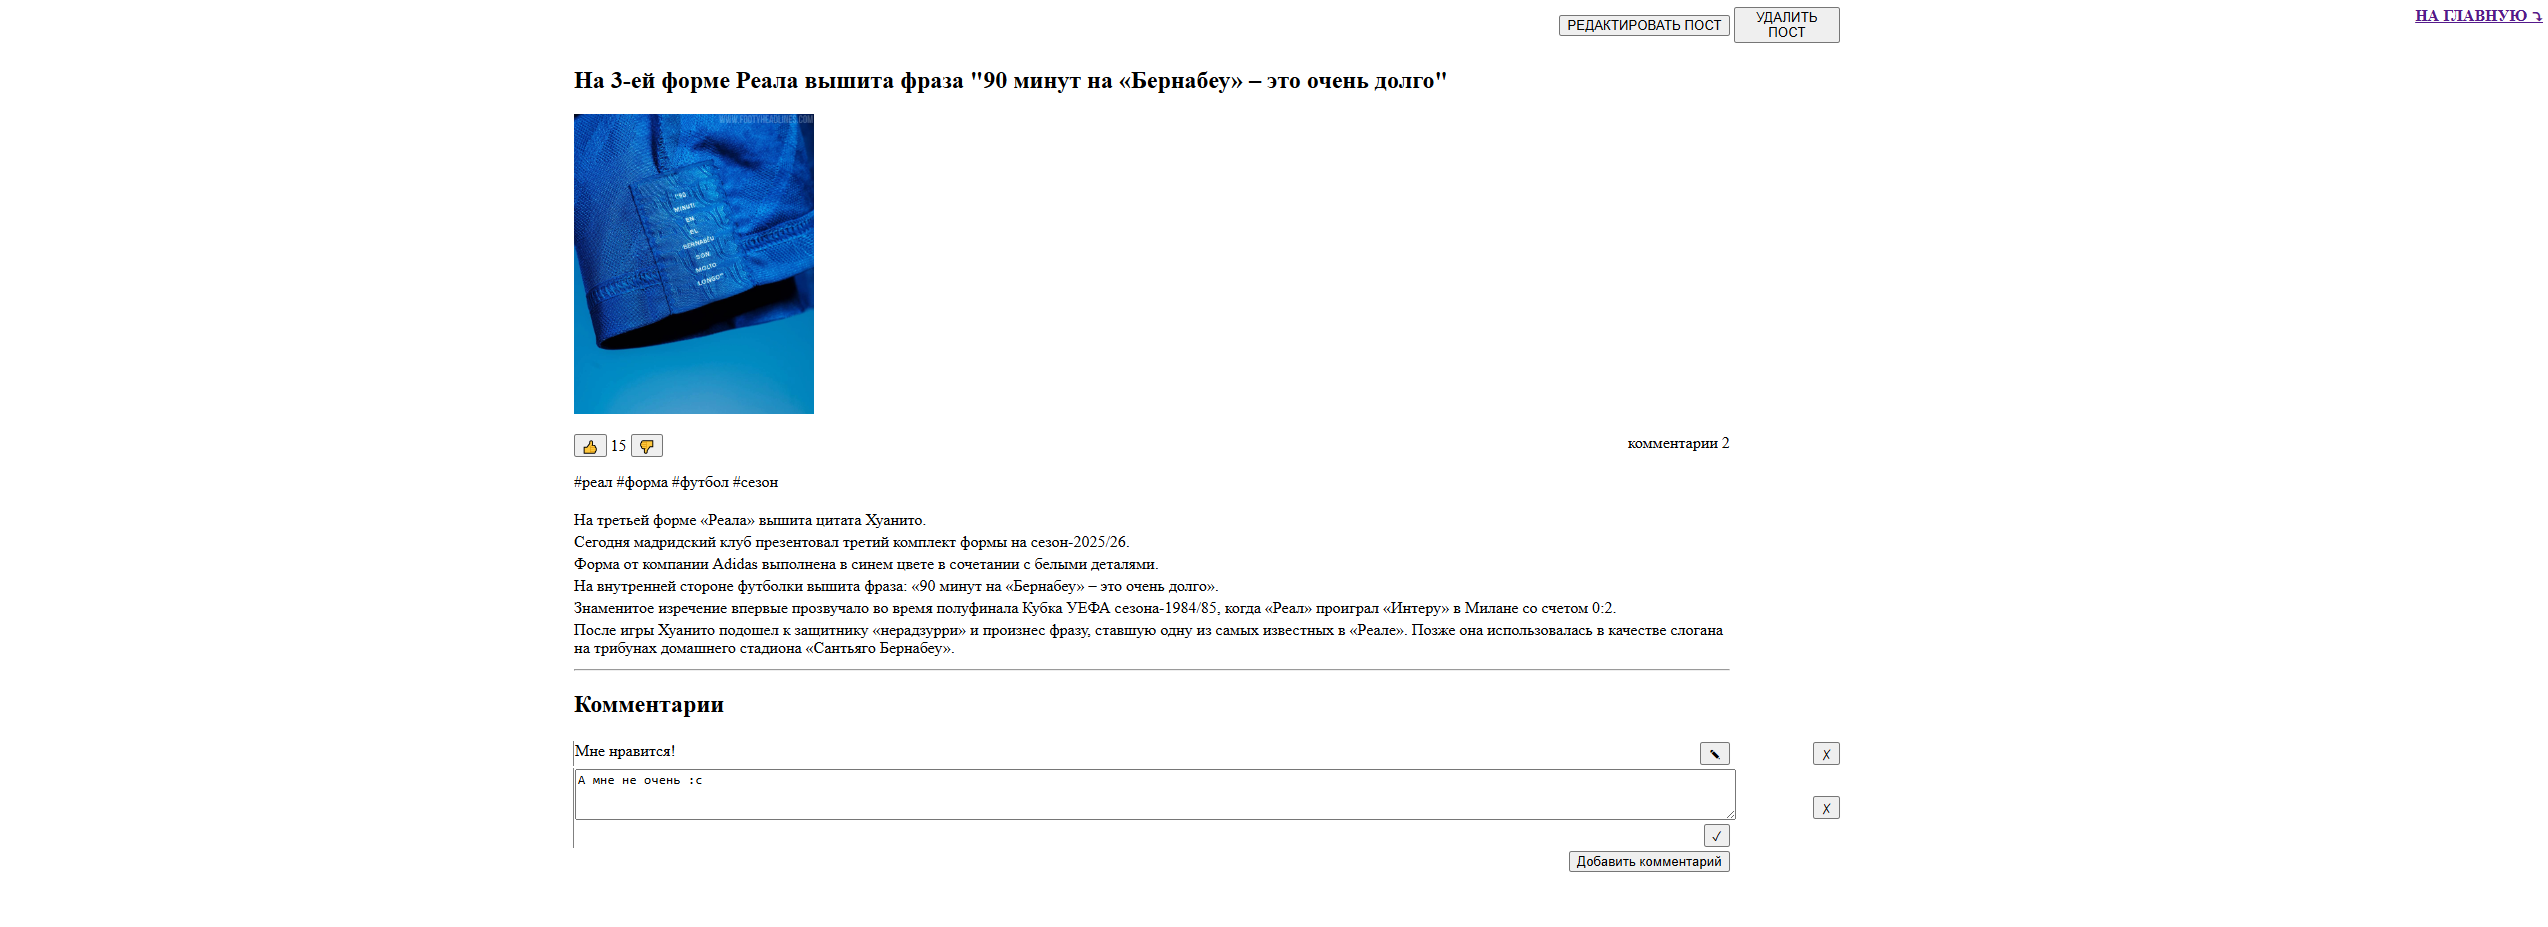 РЕДАКТИРОВАТЬ ПОСТ
УДАЛИТЬ
ПОСТ
НА ГЛАВНУЮ ⤵
На 3-ей форме Реала вышита фраза "90 минут на «Бернабеу» – это очень долго"
WWW.FOOTYHEADLINES.COM
"90
MINUTI
EN
EL
BERNABÉU
SON
MOLTO
LONGO"
👍 15 👎
комментарии 2
#реал #форма #футбол #сезон
На третьей форме «Реала» вышита цитата Хуанито.
Сегодня мадридский клуб презентовал третий комплект формы на сезон-2025/26.
Форма от компании Adidas выполнена в синем цвете в сочетании с белыми деталями.
На внутренней стороне футболки вышита фраза: «90 минут на «Бернабеу» – это очень долго».
Знаменитое изречение впервые прозвучало во время полуфинала Кубка УЕФА сезона-1984/85, когда «Реал» проиграл «Интеру» в Милане со счетом 0:2.
После игры Хуанито подошел к защитнику «нерадзурри» и произнес фразу, ставшую одну из самых известных в «Реале». Позже она использовалась в качестве слогана
на трибунах домашнего стадиона «Сантьяго Бернабеу».
Комментарии
Мне нравится!
✎
✗
А мне не очень :с
✗
✓
Добавить комментарий